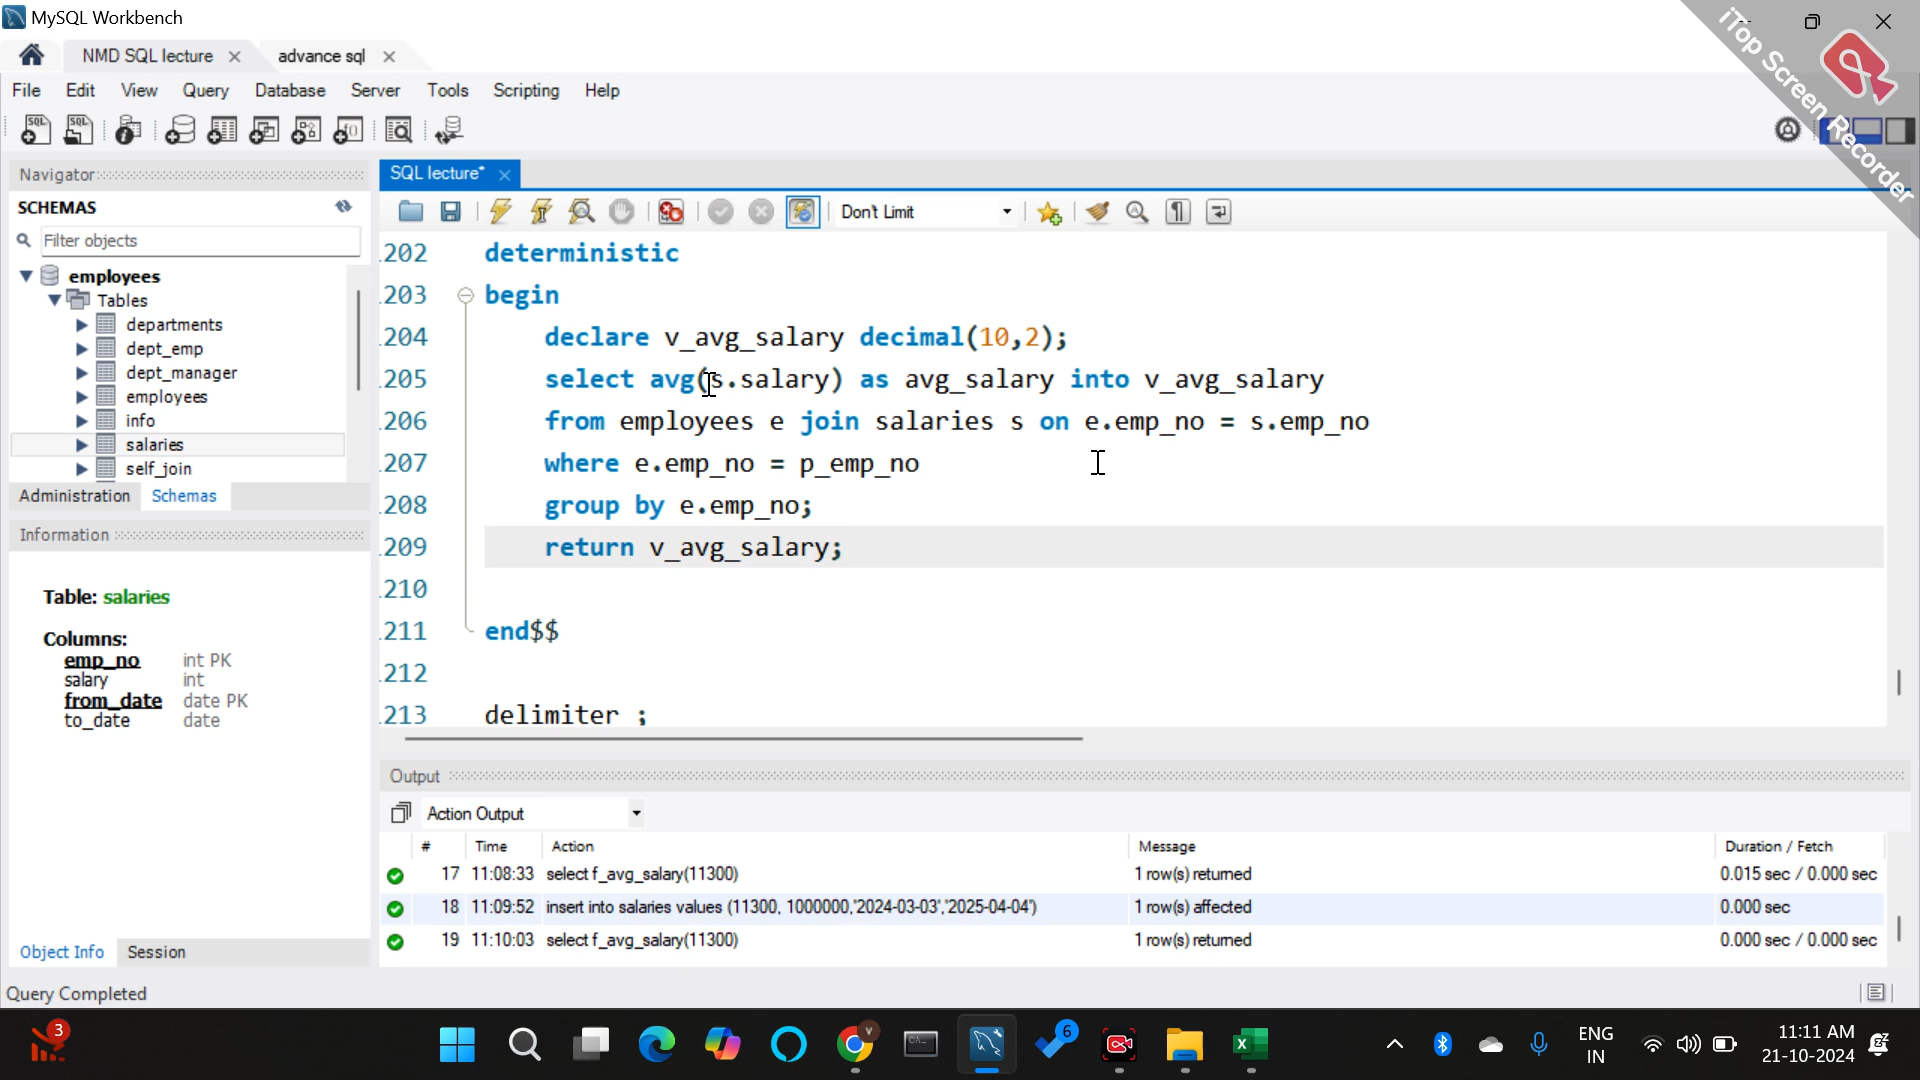 MySQL Workbench
iTop Screen Recorder
NMD SQL lecture
advance sql
File Edit View Query Database Server Tools Scripting Help
Navigator
SCHEMAS
Filter objects
employees
Tables
departments
dept_emp
dept_manager
employees
info
salaries
self_join
Administration Schemas
Information
Table: salaries
Columns:
emp_no int PK
salary int
from_date date PK
to_date date
Object Info Session
SQL lecture*
Don't Limit
202 deterministic
203 begin
204 declare v_avg_salary decimal(10,2);
205 select avg(s.salary) as avg_salary into v_avg_salary
206 from employees e join salaries s on e.emp_no = s.emp_no
207 where e.emp_no = p_emp_no
208 group by e.emp_no;
209 return v_avg_salary;
210
211 end$$
212
213 delimiter ;
Output
Action Output
# Time Action Message Duration / Fetch
17 11:08:33 select f_avg_salary(11300) 1 row(s) returned 0.015 sec / 0.000 sec
18 11:09:52 insert into salaries values (11300, 1000000,'2024-03-03','2025-04-04') 1 row(s) affected 0.000 sec
19 11:10:03 select f_avg_salary(11300) 1 row(s) returned 0.000 sec / 0.000 sec
Query Completed
3
6
ENG
IN
11:11 AM
21-10-2024